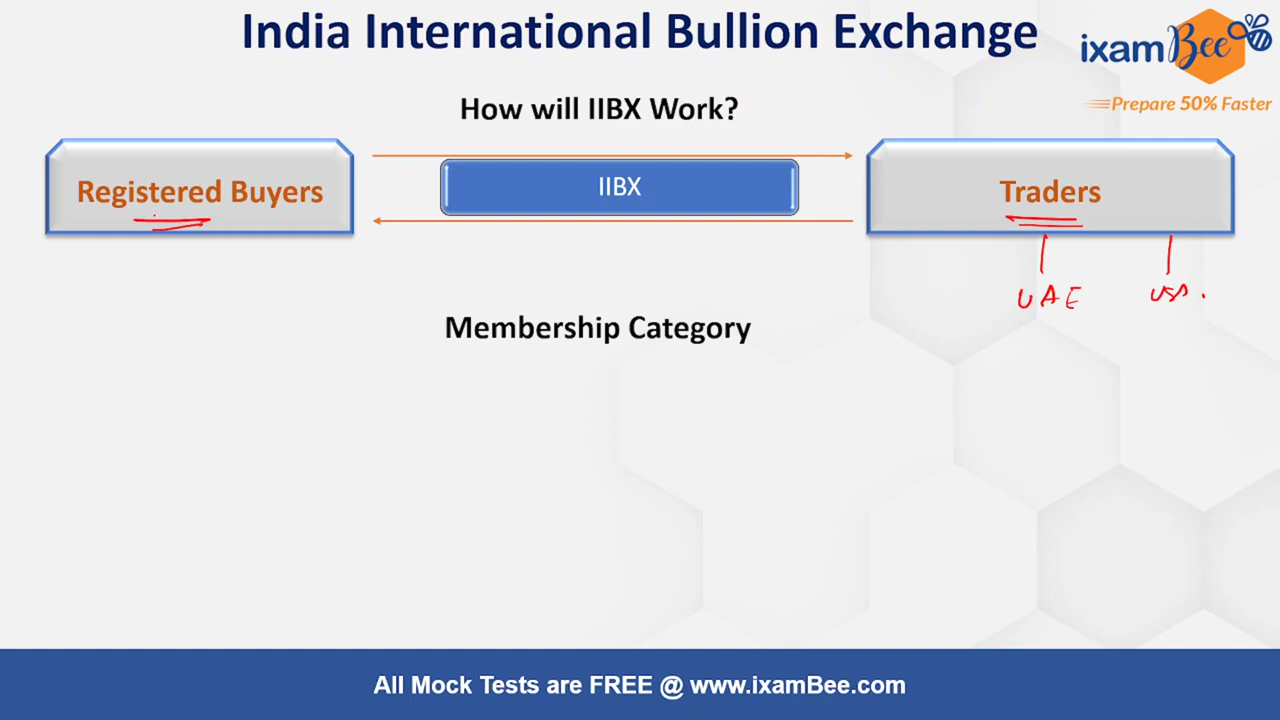 India International Bullion Exchange
ixamBee
Prepare 50% Faster
How will IIBX Work?
Registered Buyers
IIBX
Traders
UAE
USA.
Membership Category
All Mock Tests are FREE @ www.ixamBee.com